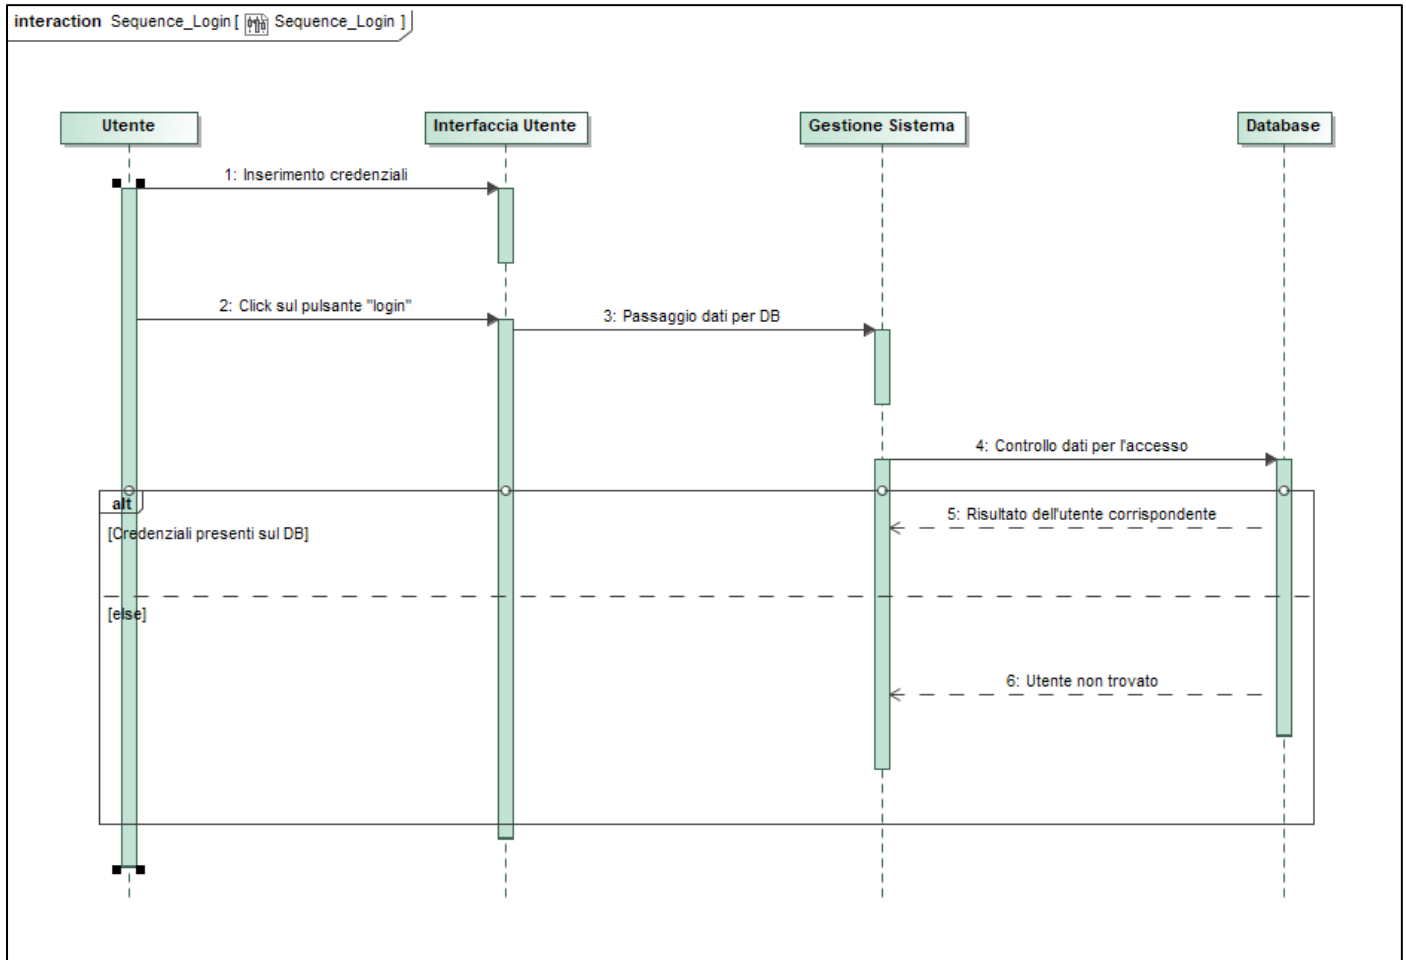 interaction Sequence_Login [ Sequence_Login ]
Utente
Interfaccia Utente
Gestione Sistema
Database
1: Inserimento credenziali
2: Click sul pulsante "login"
3: Passaggio dati per DB
4: Controllo dati per l'accesso
alt
[Credenziali presenti sul DB]
5: Risultato dell'utente corrispondente
[else]
6: Utente non trovato